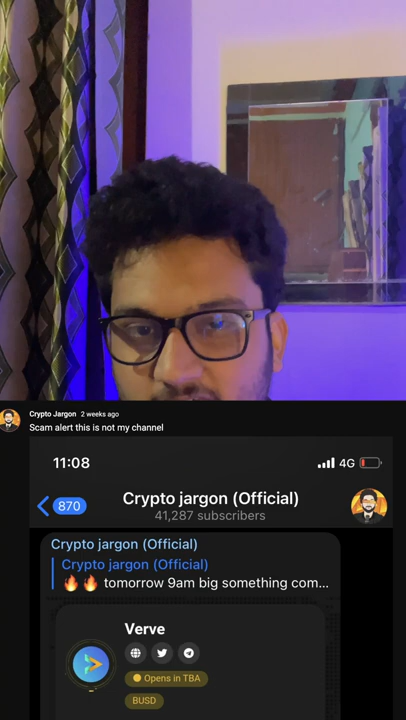 Crypto Jargon 2 weeks ago
Scam alert this is not my channel
11:08 4G
870 Crypto jargon (Official)
41,287 subscribers
Crypto jargon (Official)
Crypto jargon (Official)
🔥🔥 tomorrow 9am big something com...
Verve
Opens in TBA
BUSD